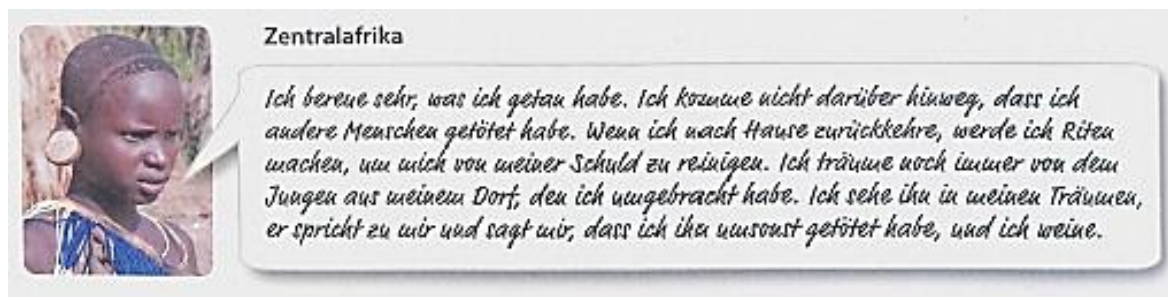 Zentralafrika
Ich bereue sehr, was ich getan habe. Ich komme nicht darüber hinweg, dass ich
andere Menschen getötet habe. Wenn ich nach Hause zurückkehre, werde ich Riten
machen, um mich von meiner Schuld zu reinigen. Ich träume noch immer von dem
Jungen aus meinem Dorf, den ich umgebracht habe. Ich sehe ihn in meinen Träumen,
er spricht zu mir und sagt mir, dass ich ihn umsonst getötet habe, und ich weine.